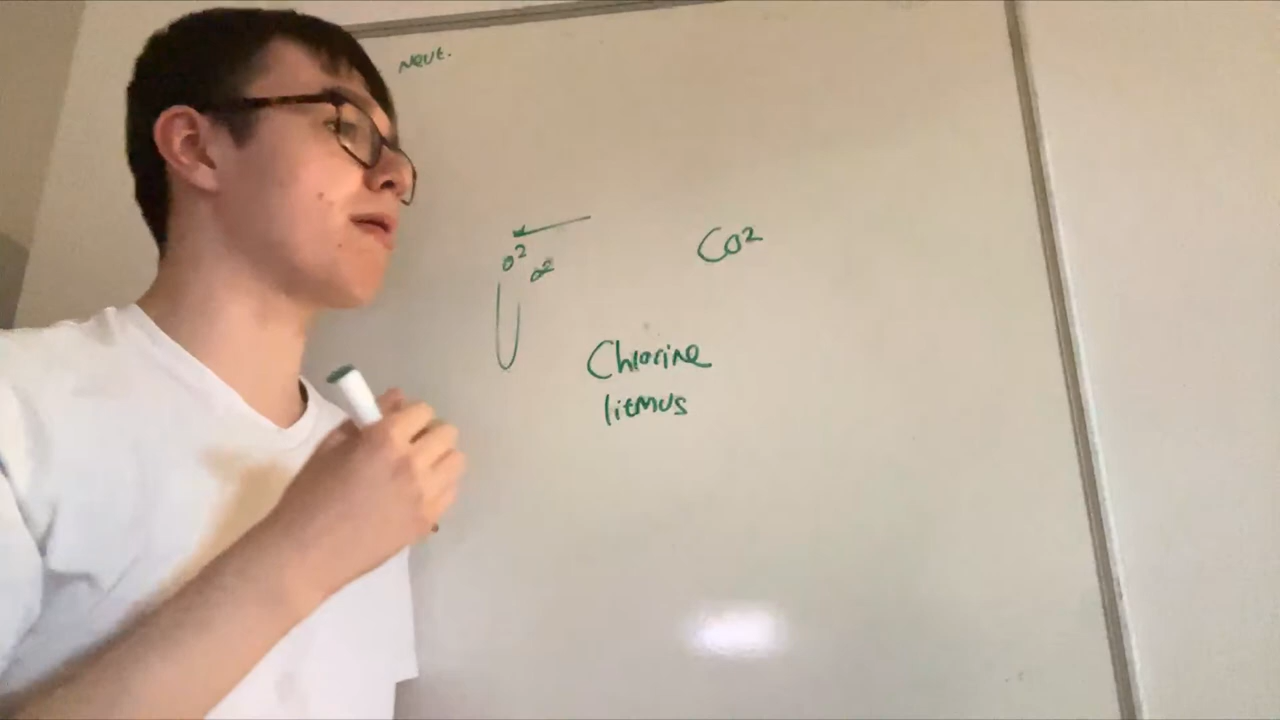 Neut.
O²
O²
CO²
Chlorine
litmus